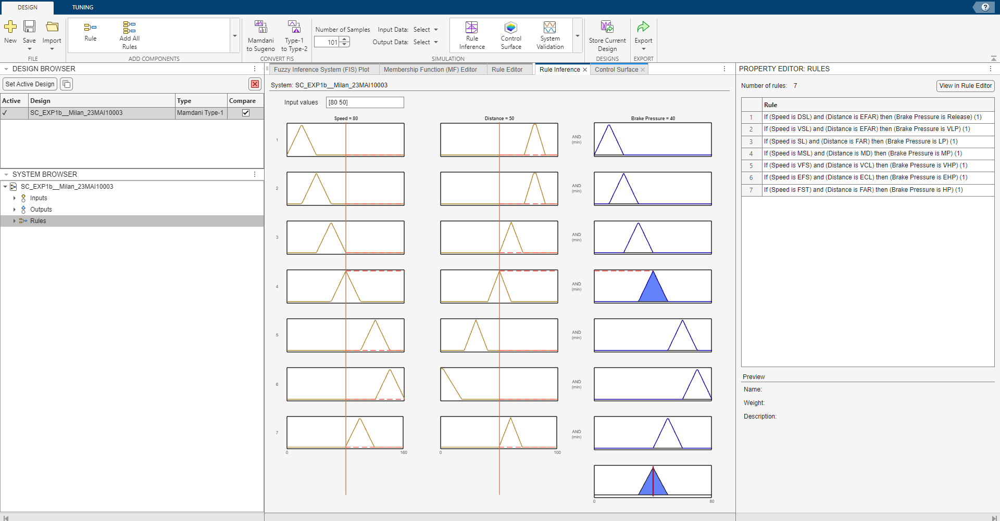 DESIGN
TUNING
New
Save
Import
FILE
Rule
Add All
Rules
ADD COMPONENTS
Mamdani
to Sugeno
Type-1
to Type-2
CONVERT FIS
Number of Samples
101
Input Data: Select
Output Data: Select
Rule
Inference
Control
Surface
System
Validation
SIMULATION
Store Current
Design
DESIGNS
Export
EXPORT
?
DESIGN BROWSER
Set Active Design
Active Design Type Compare
✓ SC_EXP1b__Milan_23MAI10003 Mamdani Type-1
SYSTEM BROWSER
SC_EXP1b__Milan_23MAI10003
Inputs
Outputs
Rules
Fuzzy Inference System (FIS) Plot
Membership Function (MF) Editor
Rule Editor
Rule Inference
Control Surface
System: SC_EXP1b__Milan_23MAI10003
Input values [80 50]
Speed = 80
Distance = 50
Brake Pressure = 40
1
AND
(min)
2
AND
(min)
3
AND
(min)
4
AND
(min)
5
AND
(min)
6
AND
(min)
7
AND
(min)
0 160
0 100
0 80
PROPERTY EDITOR: RULES
Number of rules: 7
View in Rule Editor
Rule
1 If (Speed is DSL) and (Distance is EFAR) then (Brake Pressure is Release) (1)
2 If (Speed is VSL) and (Distance is EFAR) then (Brake Pressure is VLP) (1)
3 If (Speed is SL) and (Distance is FAR) then (Brake Pressure is LP) (1)
4 If (Speed is MSL) and (Distance is MD) then (Brake Pressure is MP) (1)
5 If (Speed is VFS) and (Distance is VCL) then (Brake Pressure is VHP) (1)
6 If (Speed is EFS) and (Distance is ECL) then (Brake Pressure is EHP) (1)
7 If (Speed is FST) and (Distance is FAR) then (Brake Pressure is HP) (1)
Preview
Name:
Weight:
Description: